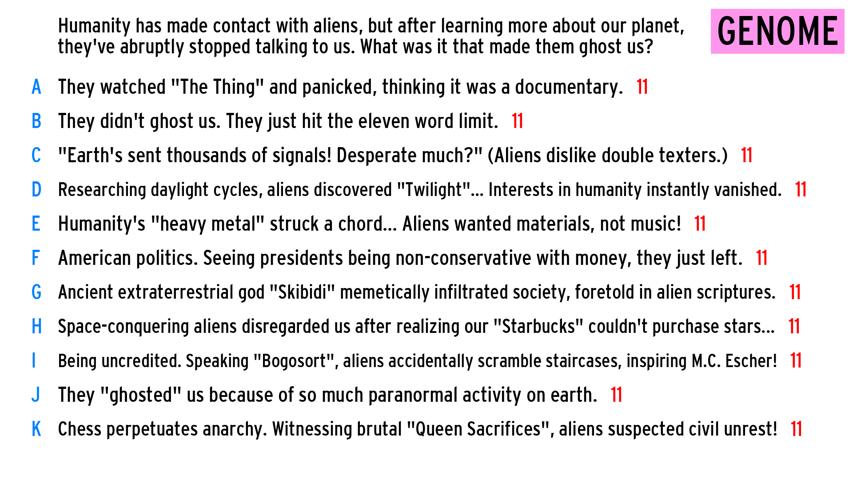 Humanity has made contact with aliens, but after learning more about our planet,
they've abruptly stopped talking to us. What was it that made them ghost us?
GENOME
A They watched "The Thing" and panicked, thinking it was a documentary. 11
B They didn't ghost us. They just hit the eleven word limit. 11
C "Earth's sent thousands of signals! Desperate much?" (Aliens dislike double texters.) 11
D Researching daylight cycles, aliens discovered "Twilight"... Interests in humanity instantly vanished. 11
E Humanity's "heavy metal" struck a chord... Aliens wanted materials, not music! 11
F American politics. Seeing presidents being non-conservative with money, they just left. 11
G Ancient extraterrestrial god "Skibidi" memetically infiltrated society, foretold in alien scriptures. 11
H Space-conquering aliens disregarded us after realizing our "Starbucks" couldn't purchase stars... 11
I Being uncredited. Speaking "Bogosort", aliens accidentally scramble staircases, inspiring M.C. Escher! 11
J They "ghosted" us because of so much paranormal activity on earth. 11
K Chess perpetuates anarchy. Witnessing brutal "Queen Sacrifices", aliens suspected civil unrest! 11